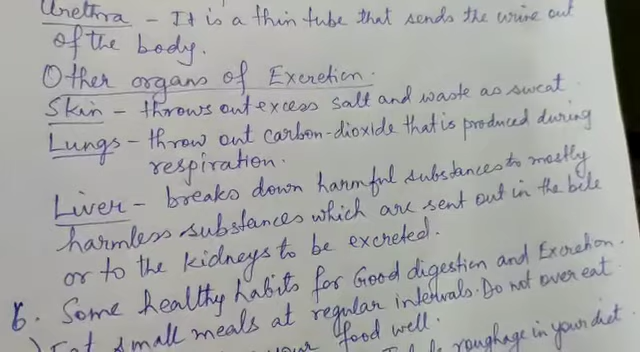 Urethra - It is a thin tube that sends the urine out
of the body.
Other organs of Excretion.
Skin - throws out excess salt and waste as sweat.
Lungs - throw out carbon-dioxide that is produced during
respiration.
Liver - breaks down harmful substances to mostly
harmless substances which are sent out in the bile
or to the kidneys to be excreted.
6. Some healthy habits for Good digestion and Excretion.
) Eat small meals at regular intervals. Do not over eat.
your food well.
roughage in your diet.